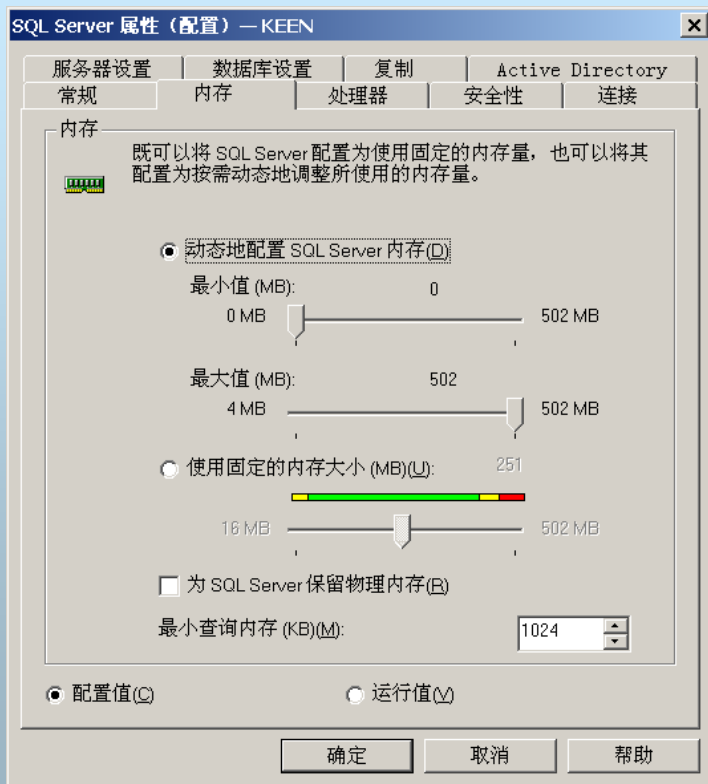 SQL Server 属性（配置）— KEEN
服务器设置 数据库设置 复制 Active Directory
常规 内存 处理器 安全性 连接
内存
既可以将 SQL Server 配置为使用固定的内存量，也可以将其
配置为按需动态地调整所使用的内存量。
动态地配置 SQL Server 内存(D)
最小值 (MB): 0
0 MB 502 MB
最大值 (MB): 502
4 MB 502 MB
使用固定的内存大小 (MB)(U): 251
16 MB 502 MB
为 SQL Server 保留物理内存(R)
最小查询内存 (KB)(M): 1024
配置值(C) 运行值(V)
确定 取消 帮助